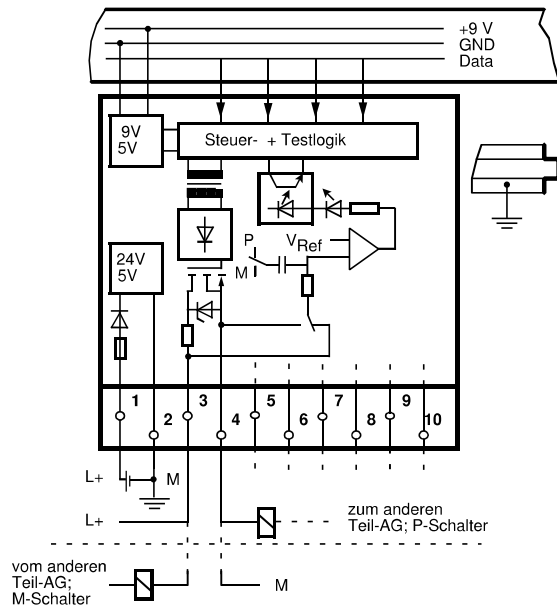 +9 V
GND
Data
9V
5V
Steuer- + Testlogik
P
VRef
24V
5V
M
1
3
5
7
9
2
4
6
8
10
L+
M
L+
zum anderen
Teil-AG; P-Schalter
vom anderen
Teil-AG;
M-Schalter
M